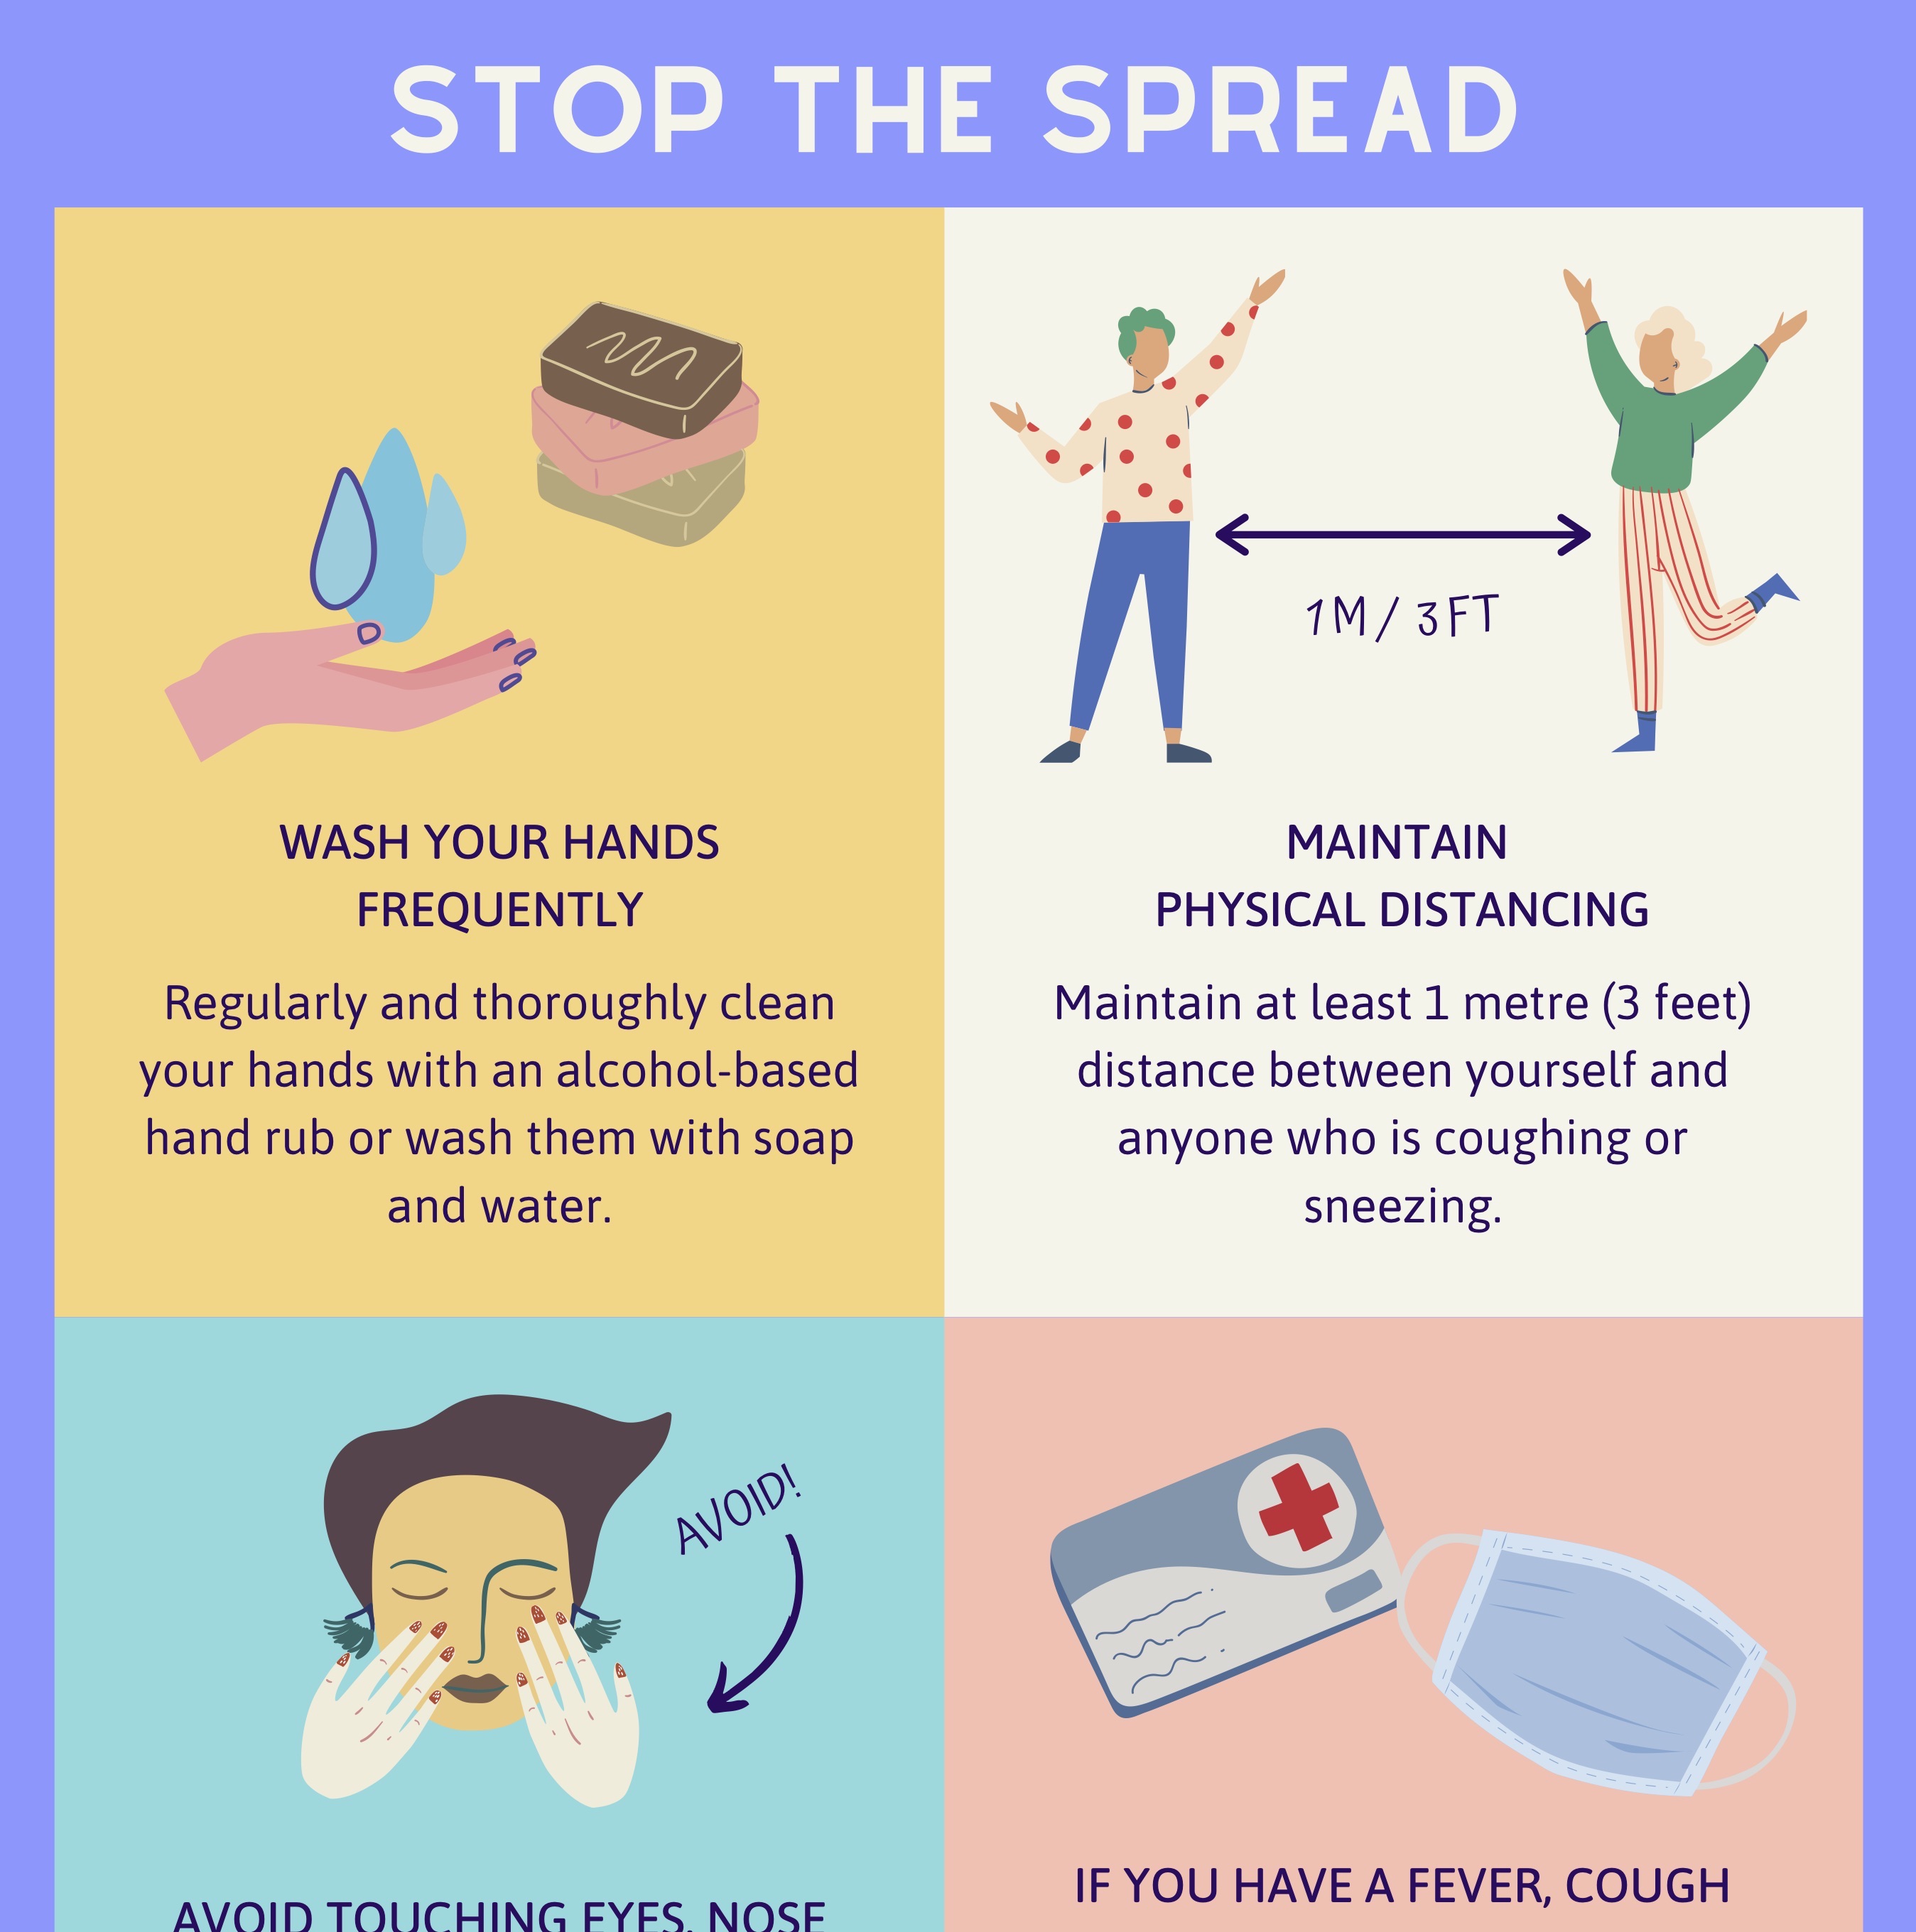 STOP THE SPREAD
1M/ 3FT
WASH YOUR HANDS
FREQUENTLY
Regularly and thoroughly clean
your hands with an alcohol-based
hand rub or wash them with soap
and water.
MAINTAIN
PHYSICAL DISTANCING
Maintain at least 1 metre (3 feet)
distance between yourself and
anyone who is coughing or
sneezing.
AVOID!
AVOID TOUCHING EYES, NOSE
IF YOU HAVE A FEVER, COUGH